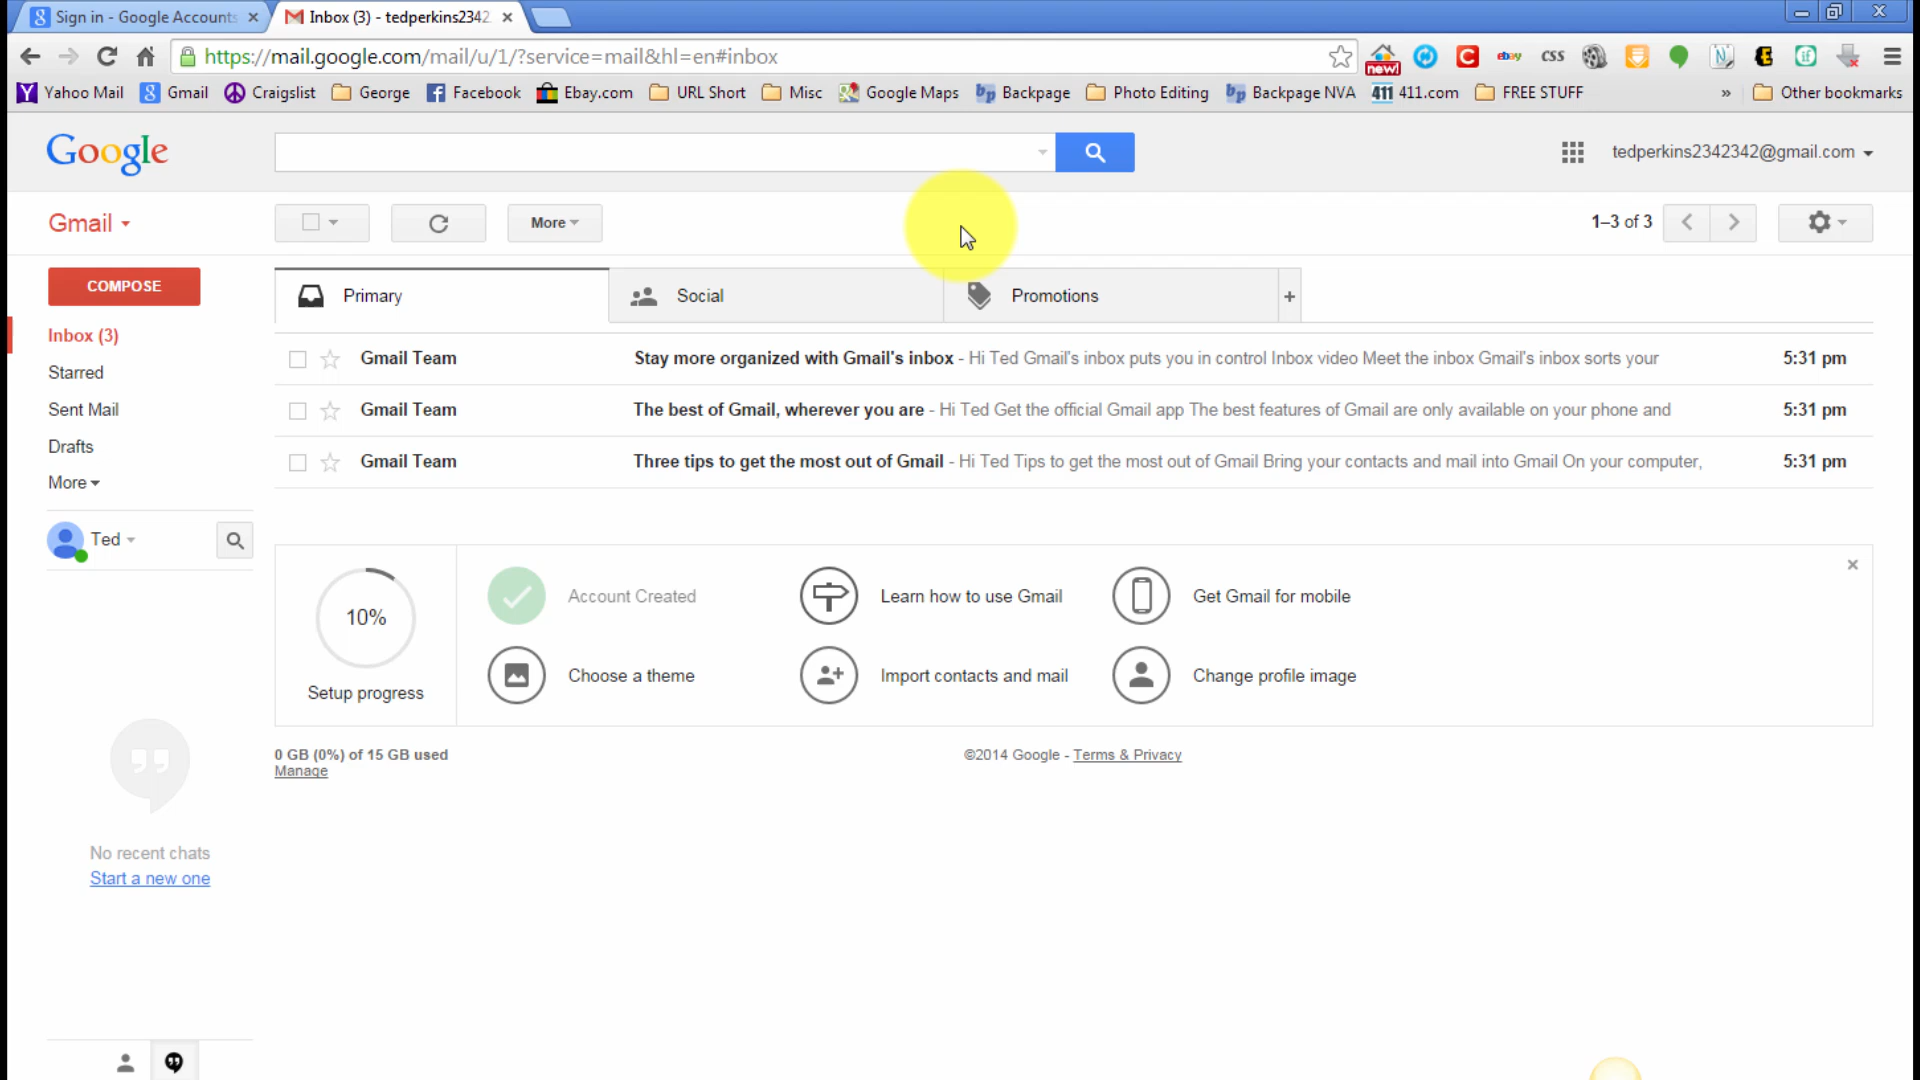 Sign in - Google Accounts
Inbox (3) - tedperkins2342
https://mail.google.com/mail/u/1/?service=mail&hl=en#inbox
new!
C
ebay
CSS
N
if
Yahoo Mail
Gmail
Craigslist
George
Facebook
Ebay.com
URL Short
Misc
Google Maps
bp Backpage
Photo Editing
bp Backpage NVA
411 411.com
FREE STUFF
»
Other bookmarks
Google
tedperkins2342342@gmail.com
Gmail
More
1–3 of 3
COMPOSE
Primary
Social
Promotions
+
Inbox (3)
Starred
Sent Mail
Drafts
More
Gmail Team Stay more organized with Gmail's inbox - Hi Ted Gmail's inbox puts you in control Inbox video Meet the inbox Gmail's inbox sorts your 5:31 pm
Gmail Team The best of Gmail, wherever you are - Hi Ted Get the official Gmail app The best features of Gmail are only available on your phone and 5:31 pm
Gmail Team Three tips to get the most out of Gmail - Hi Ted Tips to get the most out of Gmail Bring your contacts and mail into Gmail On your computer, 5:31 pm
Ted
10%
Setup progress
Account Created
Learn how to use Gmail
Get Gmail for mobile
Choose a theme
Import contacts and mail
Change profile image
0 GB (0%) of 15 GB used
Manage
©2014 Google - Terms & Privacy
No recent chats
Start a new one